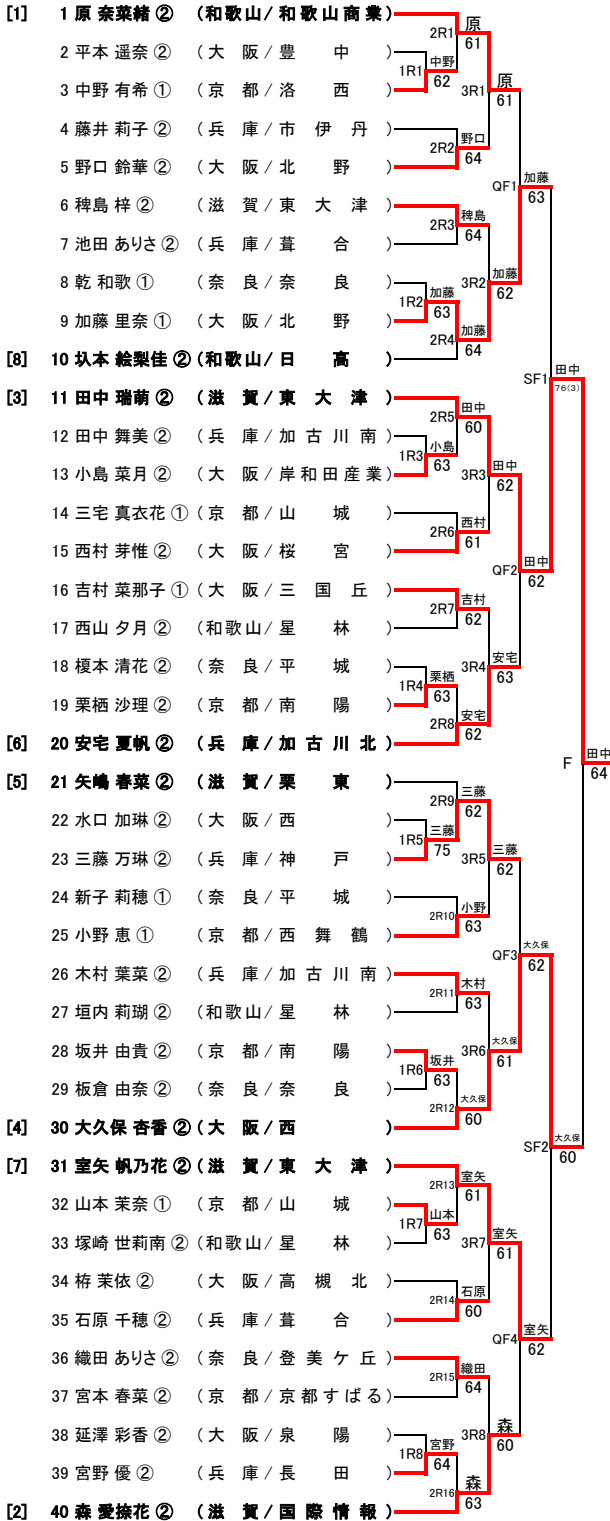 [1] 1 原 奈菜緒 ② (和歌山/和歌山商業)
2R1 原 61
2 平本 遥奈 ② (大 阪/豊 中)
1R1 中野 62
3 中野 有希 ① (京 都/洛 西)
3R1 原 61
4 藤井 莉子 ② (兵 庫/市 伊 丹)
2R2 野口 64
5 野口 鈴華 ② (大 阪/北 野)
QF1 加藤 63
6 稗島 梓 ② (滋 賀/東 大 津)
2R3 稗島 64
7 池田 ありさ ② (兵 庫/葺 合)
3R2 加藤 62
8 乾 和歌 ① (奈 良/奈 良)
1R2 加藤 63
9 加藤 里奈 ① (大 阪/北 野)
2R4 加藤 64
[8] 10 圦本 絵梨佳 ② (和歌山/日 高)
SF1 田中 76(3)
[3] 11 田中 瑞萌 ② (滋 賀/東 大 津)
2R5 田中 60
12 田中 舞美 ② (兵 庫/加古川南)
1R3 小島 63
13 小島 菜月 ② (大 阪/岸和田産業)
3R3 田中 62
14 三宅 真衣花 ① (京 都/山 城)
2R6 西村 61
15 西村 芽惟 ② (大 阪/桜 宮)
QF2 田中 62
16 吉村 菜那子 ① (大 阪/三 国 丘)
2R7 吉村 62
17 西山 夕月 ② (和歌山/星 林)
3R4 安宅 63
18 榎本 清花 ② (奈 良/平 城)
1R4 栗栖 63
19 栗栖 沙理 ② (京 都/南 陽)
2R8 安宅 62
[6] 20 安宅 夏帆 ② (兵 庫/加古川北)
F 田中 64
[5] 21 矢嶋 春菜 ② (滋 賀/栗 東)
2R9 三藤 62
22 水口 加琳 ② (大 阪/西)
1R5 三藤 75
23 三藤 万琳 ② (兵 庫/神 戸)
3R5 三藤 62
24 新子 莉穂 ① (奈 良/平 城)
2R10 小野 63
25 小野 恵 ① (京 都/西 舞 鶴)
QF3 大久保 62
26 木村 葉菜 ② (兵 庫/加古川南)
2R11 木村 63
27 垣内 莉瑚 ② (和歌山/星 林)
3R6 大久保 61
28 坂井 由貴 ② (京 都/南 陽)
1R6 坂井 63
29 板倉 由奈 ② (奈 良/奈 良)
2R12 大久保 60
[4] 30 大久保 杏香 ② (大 阪/西)
SF2 大久保 60
[7] 31 室矢 帆乃花 ② (滋 賀/東 大 津)
2R13 室矢 61
32 山本 茉奈 ① (京 都/山 城)
1R7 山本 63
33 塚崎 世莉南 ② (和歌山/星 林)
3R7 室矢 61
34 栫 茉依 ② (大 阪/高 槻 北)
2R14 石原 60
35 石原 千穂 ② (兵 庫/葺 合)
QF4 室矢 62
36 織田 ありさ ② (奈 良/登美ケ丘)
2R15 織田 64
37 宮本 春菜 ② (京 都/京都すばる)
3R8 森 60
38 延澤 彩香 ② (大 阪/泉 陽)
1R8 宮野 64
39 宮野 優 ② (兵 庫/長 田)
2R16 森 63
[2] 40 森 愛捺花 ② (滋 賀/国際情報)